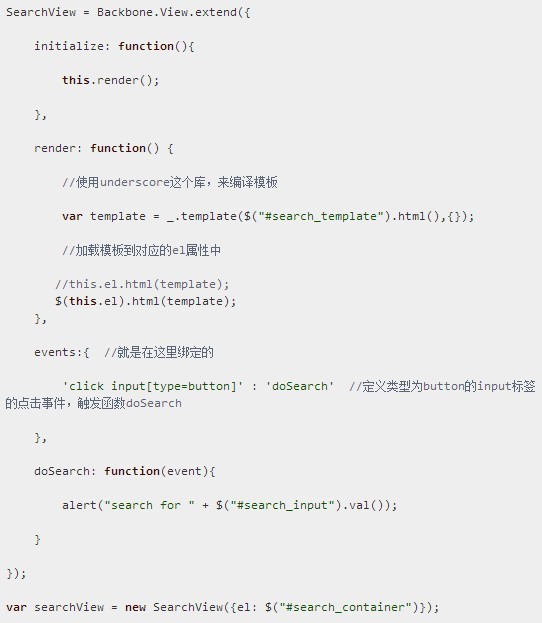 SearchView = Backbone.View.extend({
initialize: function(){
this.render();
},
render: function() {
//使用underscore这个库，来编译模板
var template = _.template($("#search_template").html(),{});
//加载模板到对应的el属性中
//this.el.html(template);
$(this.el).html(template);
},
events:{  //就是在这里绑定的
'click input[type=button]' : 'doSearch'  //定义类型为button的input标签
的点击事件，触发函数doSearch
},
doSearch: function(event){
alert("search for " + $("#search_input").val());
}
});
var searchView = new SearchView({el: $("#search_container")});